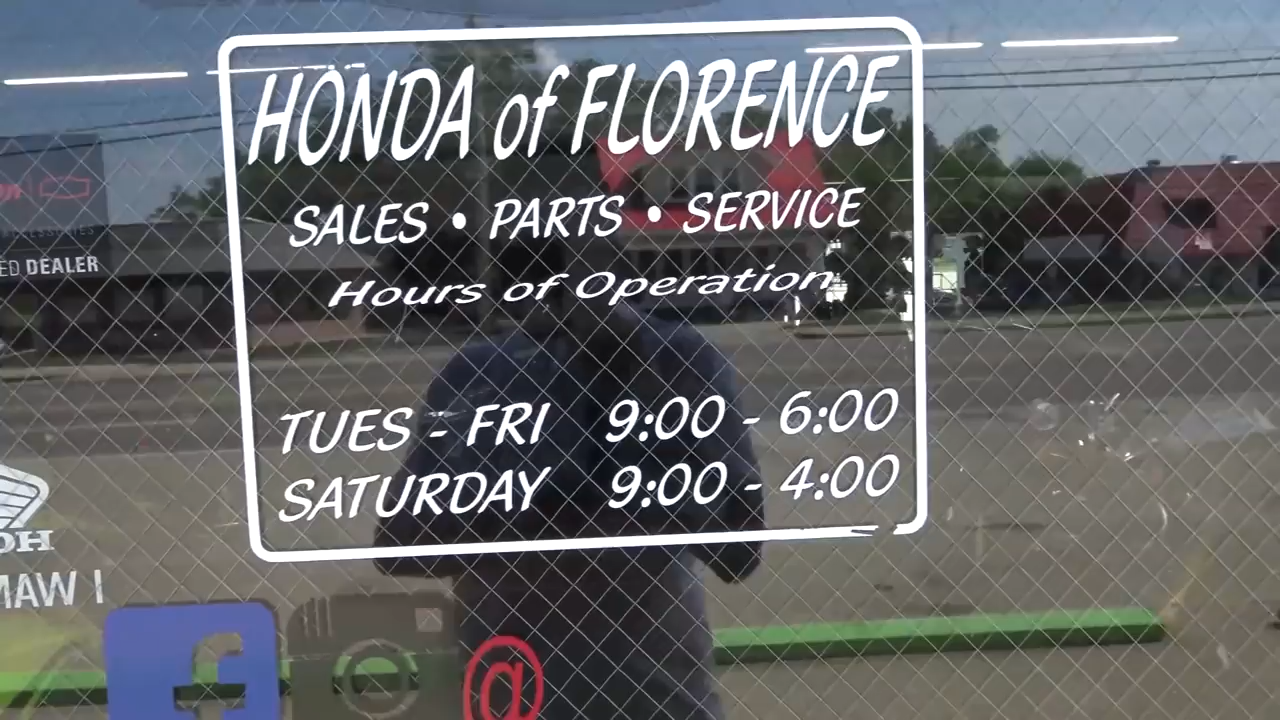 HONDA of FLORENCE
SALES • PARTS • SERVICE
Hours of Operation
ED DEALER
TUES - FRI 9:00 - 6:00
SATURDAY 9:00 - 4:00
f
@